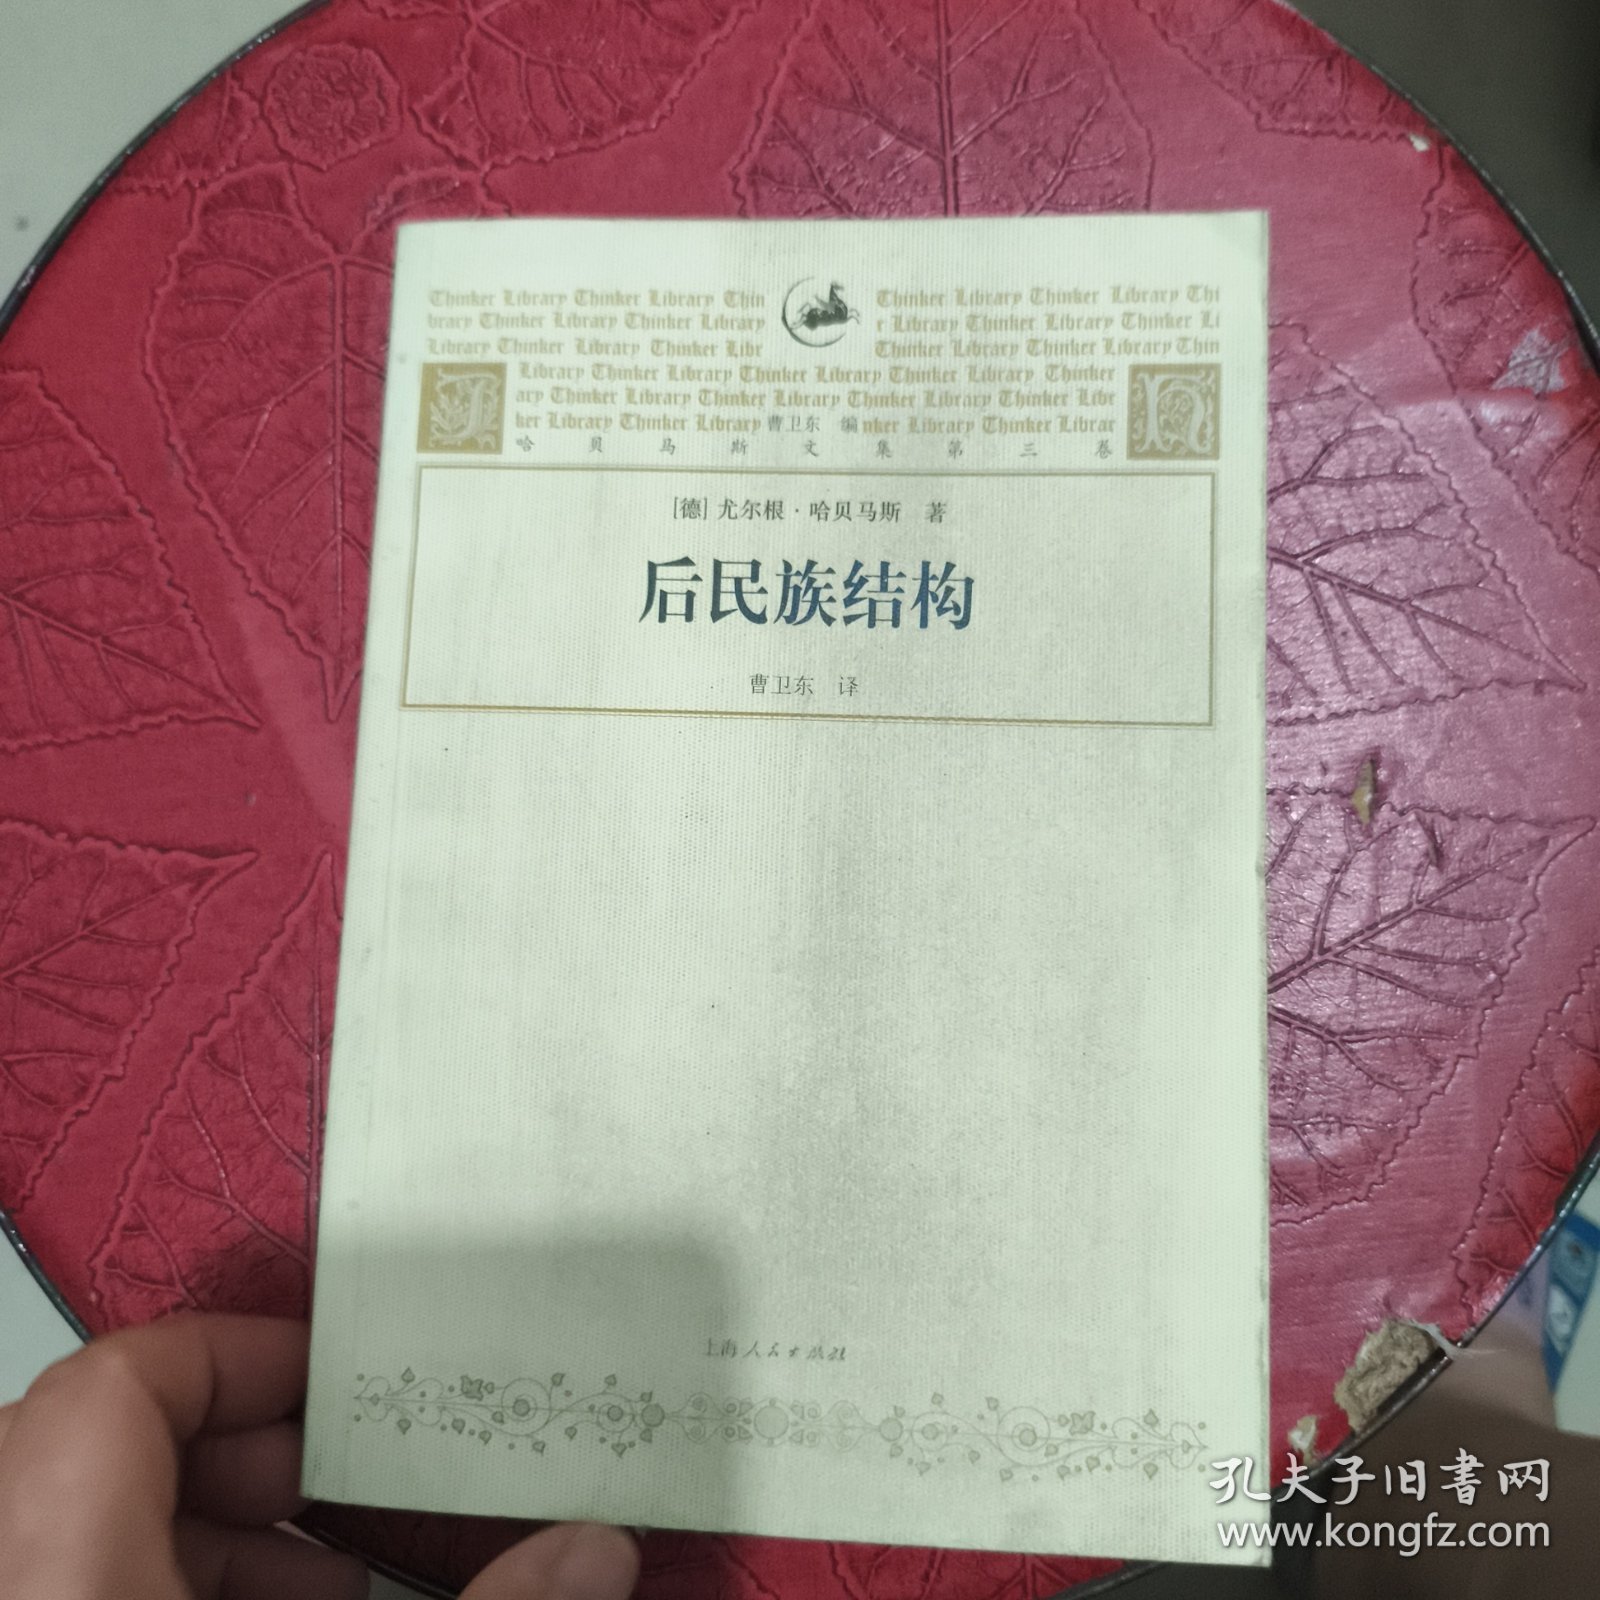 Thinker Library Thinker Library Thin
Thinker Library Thinker Library Thi
brary Thinker Library Thinker Library
r Library Thinker Library Thinker Li
Library Thinker Library Thinker Libr
Thinker Library Thinker Library Thin
Library Thinker Library Thinker Library Thinker Library Thinker
ary Thinker Library Thinker Library Thinker Library Thinker Libr
ker Library Thinker Library 曹卫东 编nker Library Thinker Librar
J
H
哈贝马斯文集第三卷
[德] 尤尔根·哈贝马斯 著
后民族结构
曹卫东 译
上海人民出版社
孔夫子旧书网
www.kongfz.com